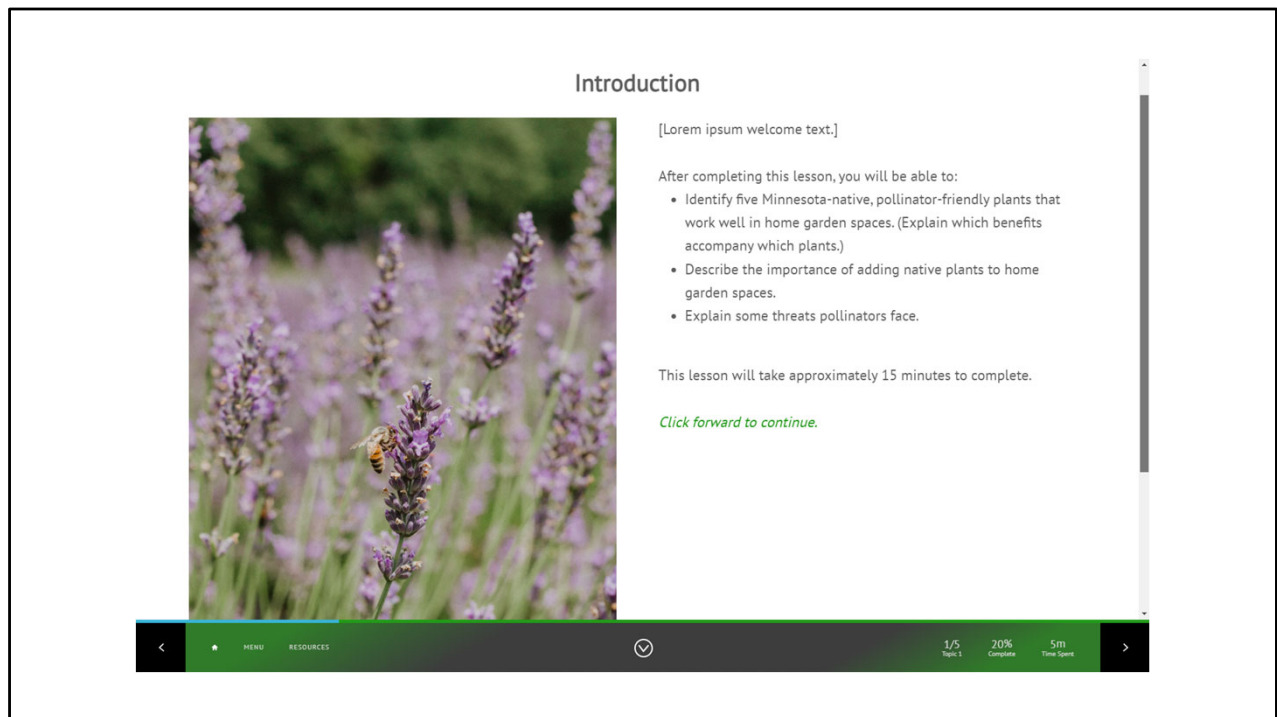 Introduction
[Lorem ipsum welcome text.]
After completing this lesson, you will be able to:
• Identify five Minnesota-native, pollinator-friendly plants that
work well in home garden spaces. (Explain which benefits
accompany which plants.)
• Describe the importance of adding native plants to home
garden spaces.
• Explain some threats pollinators face.
This lesson will take approximately 15 minutes to complete.
Click forward to continue.
MENU RESOURCES
1/5 20% 5m
Topic 1 Complete Time Spent